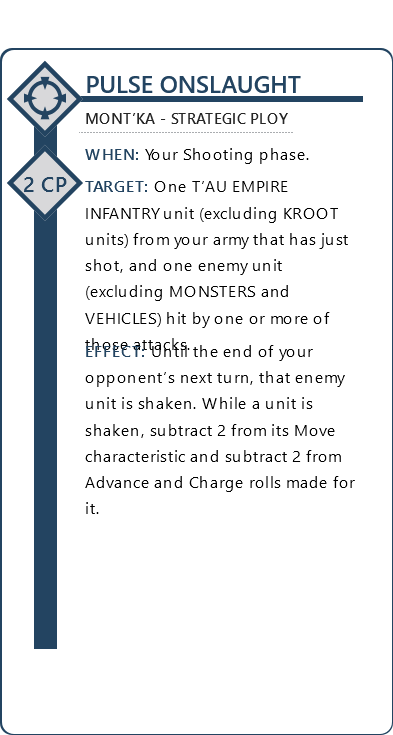 PULSE ONSLAUGHT
MONT'KA - STRATEGIC PLOY
WHEN: Your Shooting phase.
2 CP
TARGET: One T'AU EMPIRE
INFANTRY unit (excluding KROOT
units) from your army that has just
shot, and one enemy unit
(excluding MONSTERS and
VEHICLES) hit by one or more of
those attacks.
EFFECT: Until the end of your
opponent's next turn, that enemy
unit is shaken. While a unit is
shaken, subtract 2 from its Move
characteristic and subtract 2 from
Advance and Charge rolls made for
it.